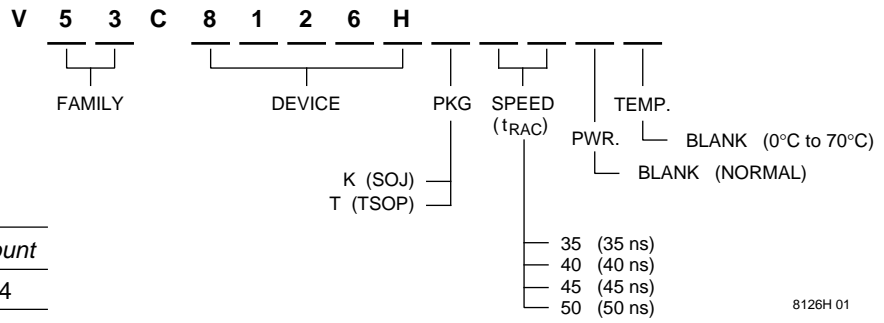 V 5 3 C 8 1 2 6 H
FAMILY DEVICE PKG SPEED TEMP.
(tRAC)
PWR.
BLANK (0°C to 70°C)
BLANK (NORMAL)
K (SOJ)
T (TSOP)
35 (35 ns)
40 (40 ns)
45 (45 ns)
50 (50 ns)
4
8126H 01